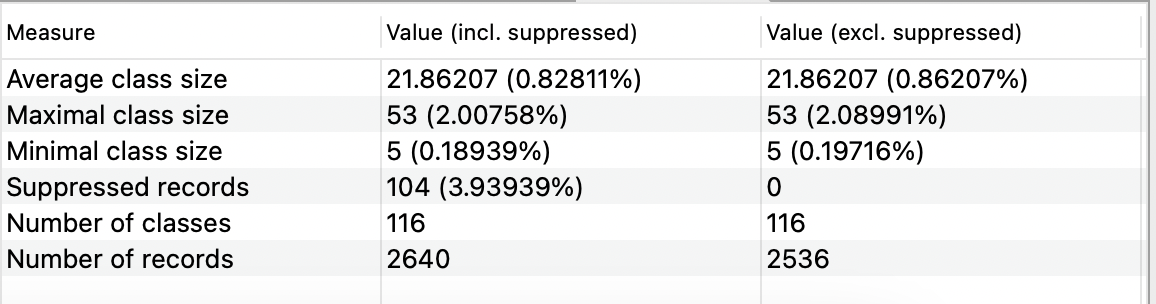 Measure Value (incl. suppressed) Value (excl. suppressed)
Average class size 21.86207 (0.82811%) 21.86207 (0.86207%)
Maximal class size 53 (2.00758%) 53 (2.08991%)
Minimal class size 5 (0.18939%) 5 (0.19716%)
Suppressed records 104 (3.93939%) 0
Number of classes 116 116
Number of records 2640 2536